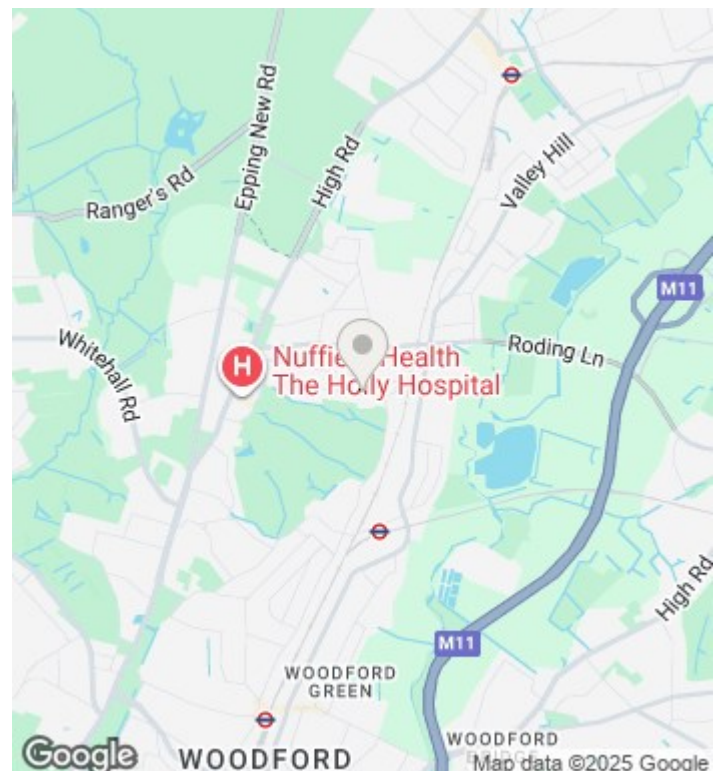 Epping New Rd
High Rd
Ranger's Rd
Valley Hill
M11
Whitehall Rd
H
Nuffield Health
The Holly Hospital
Roding Ln
High Rd
M11
WOODFORD
GREEN
WOODFORD
WOODFORD
Google
Map data ©2025 Google